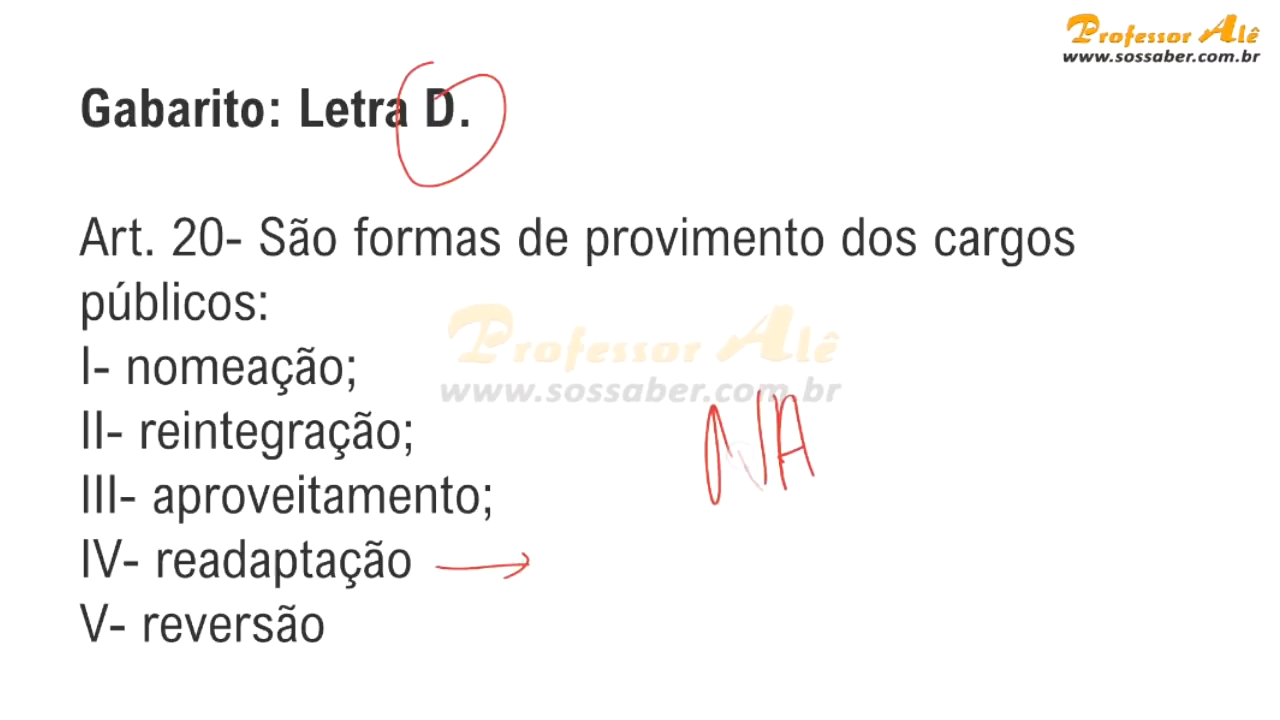 Professor Alê
www.sossaber.com.br
Gabarito: Letra D.
Art. 20- São formas de provimento dos cargos
públicos:
I- nomeação;
Professor Alê
www.sossaber.com.br
II- reintegração;
III- aproveitamento;
IV- readaptação
V- reversão